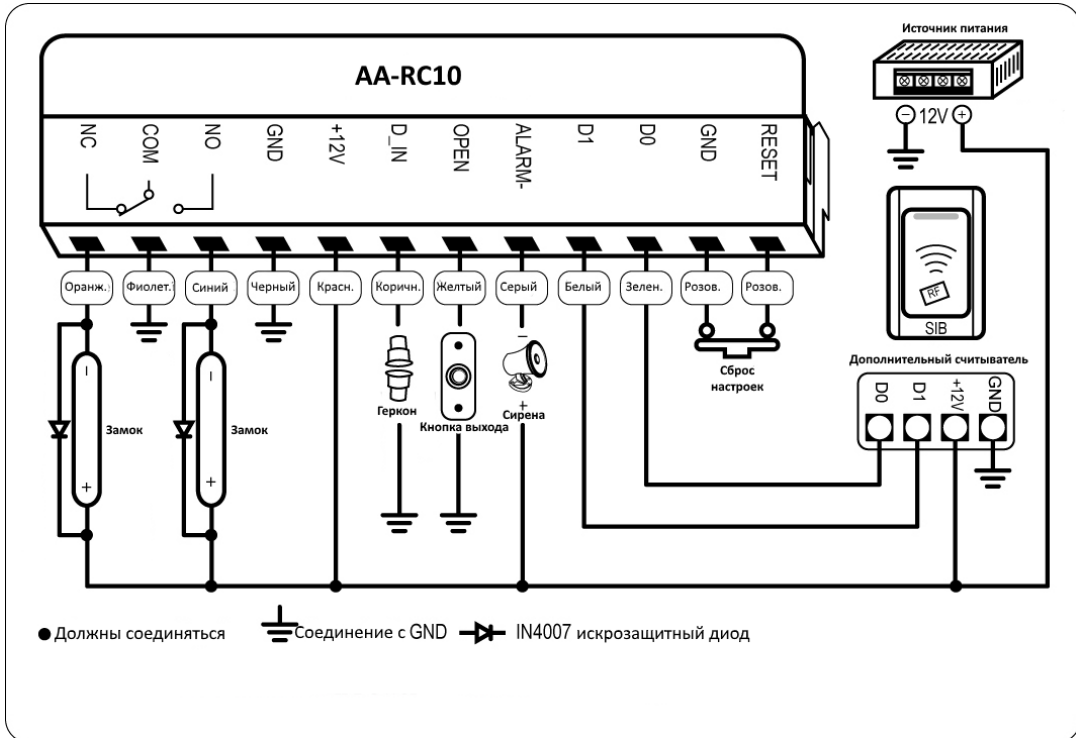 Источник питания
AA-RC10
12V
NC
COM
NO
GND
+12V
D_IN
OPEN
ALARM-
D1
D0
GND
RESET
Оранж.
Фиолет.
Синий
Черный
Красн.
Коричн.
Желтый
Серый
Белый
Зелен.
Розов.
Розов.
RF
SIB
Сброс
настроек
Дополнительный считыватель
D0
D1
+12V
GND
Замок
Замок
Геркон
Кнопка выхода
Сирена
Должны соединяться
Соединение с GND
IN4007 искрозащитный диод